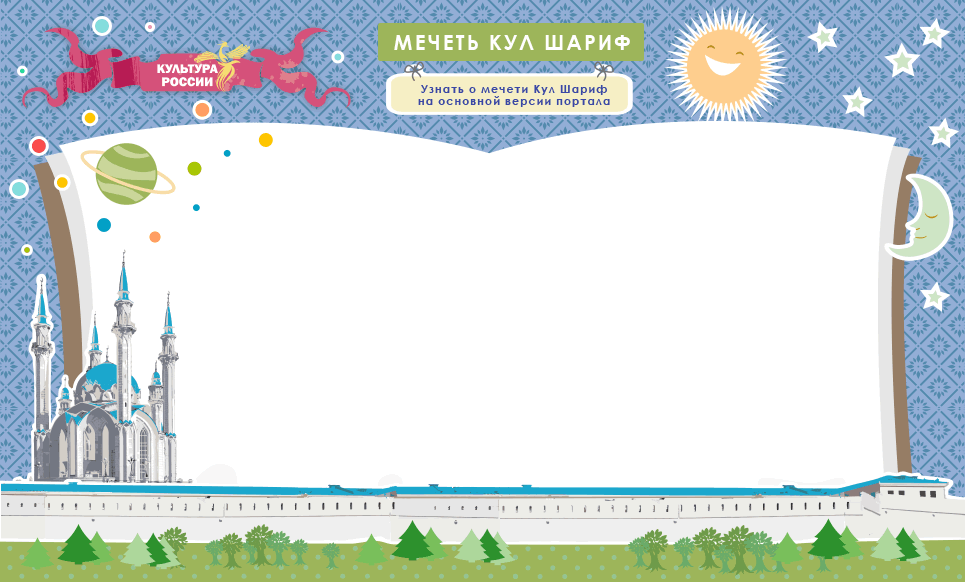 КУЛЬТУРА
РОССИИ
МЕЧЕТЬ КУЛ ШАРИФ
Узнать о мечети Кул Шариф
на основной версии портала